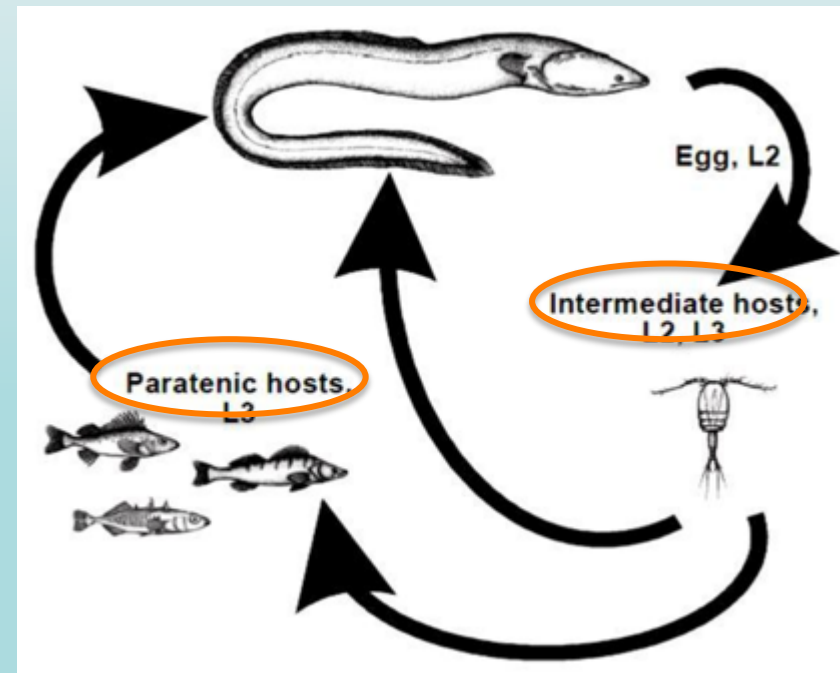 Egg, L2
Intermediate hosts,
L2, L3
Paratenic hosts,
L3